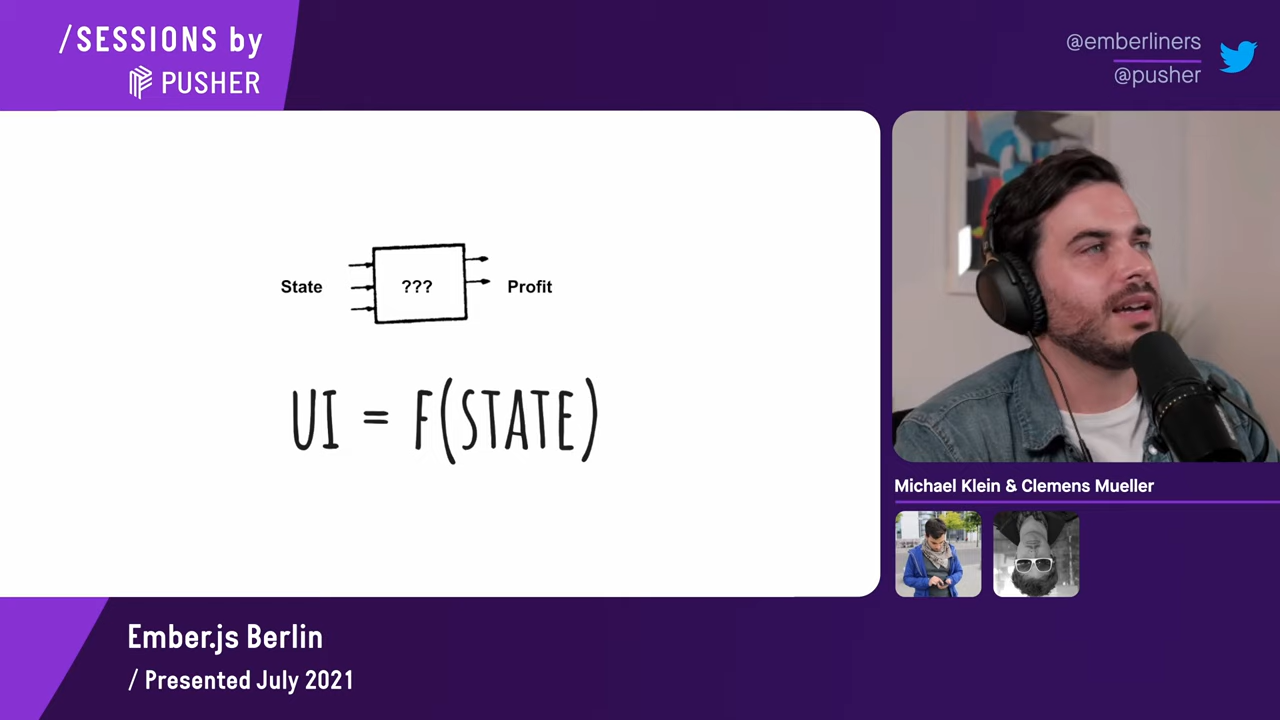 /SESSIONS by
PUSHER
@emberliners
@pusher
State
???
Profit
UI = F(STATE)
Michael Klein & Clemens Mueller
Ember.js Berlin
/ Presented July 2021